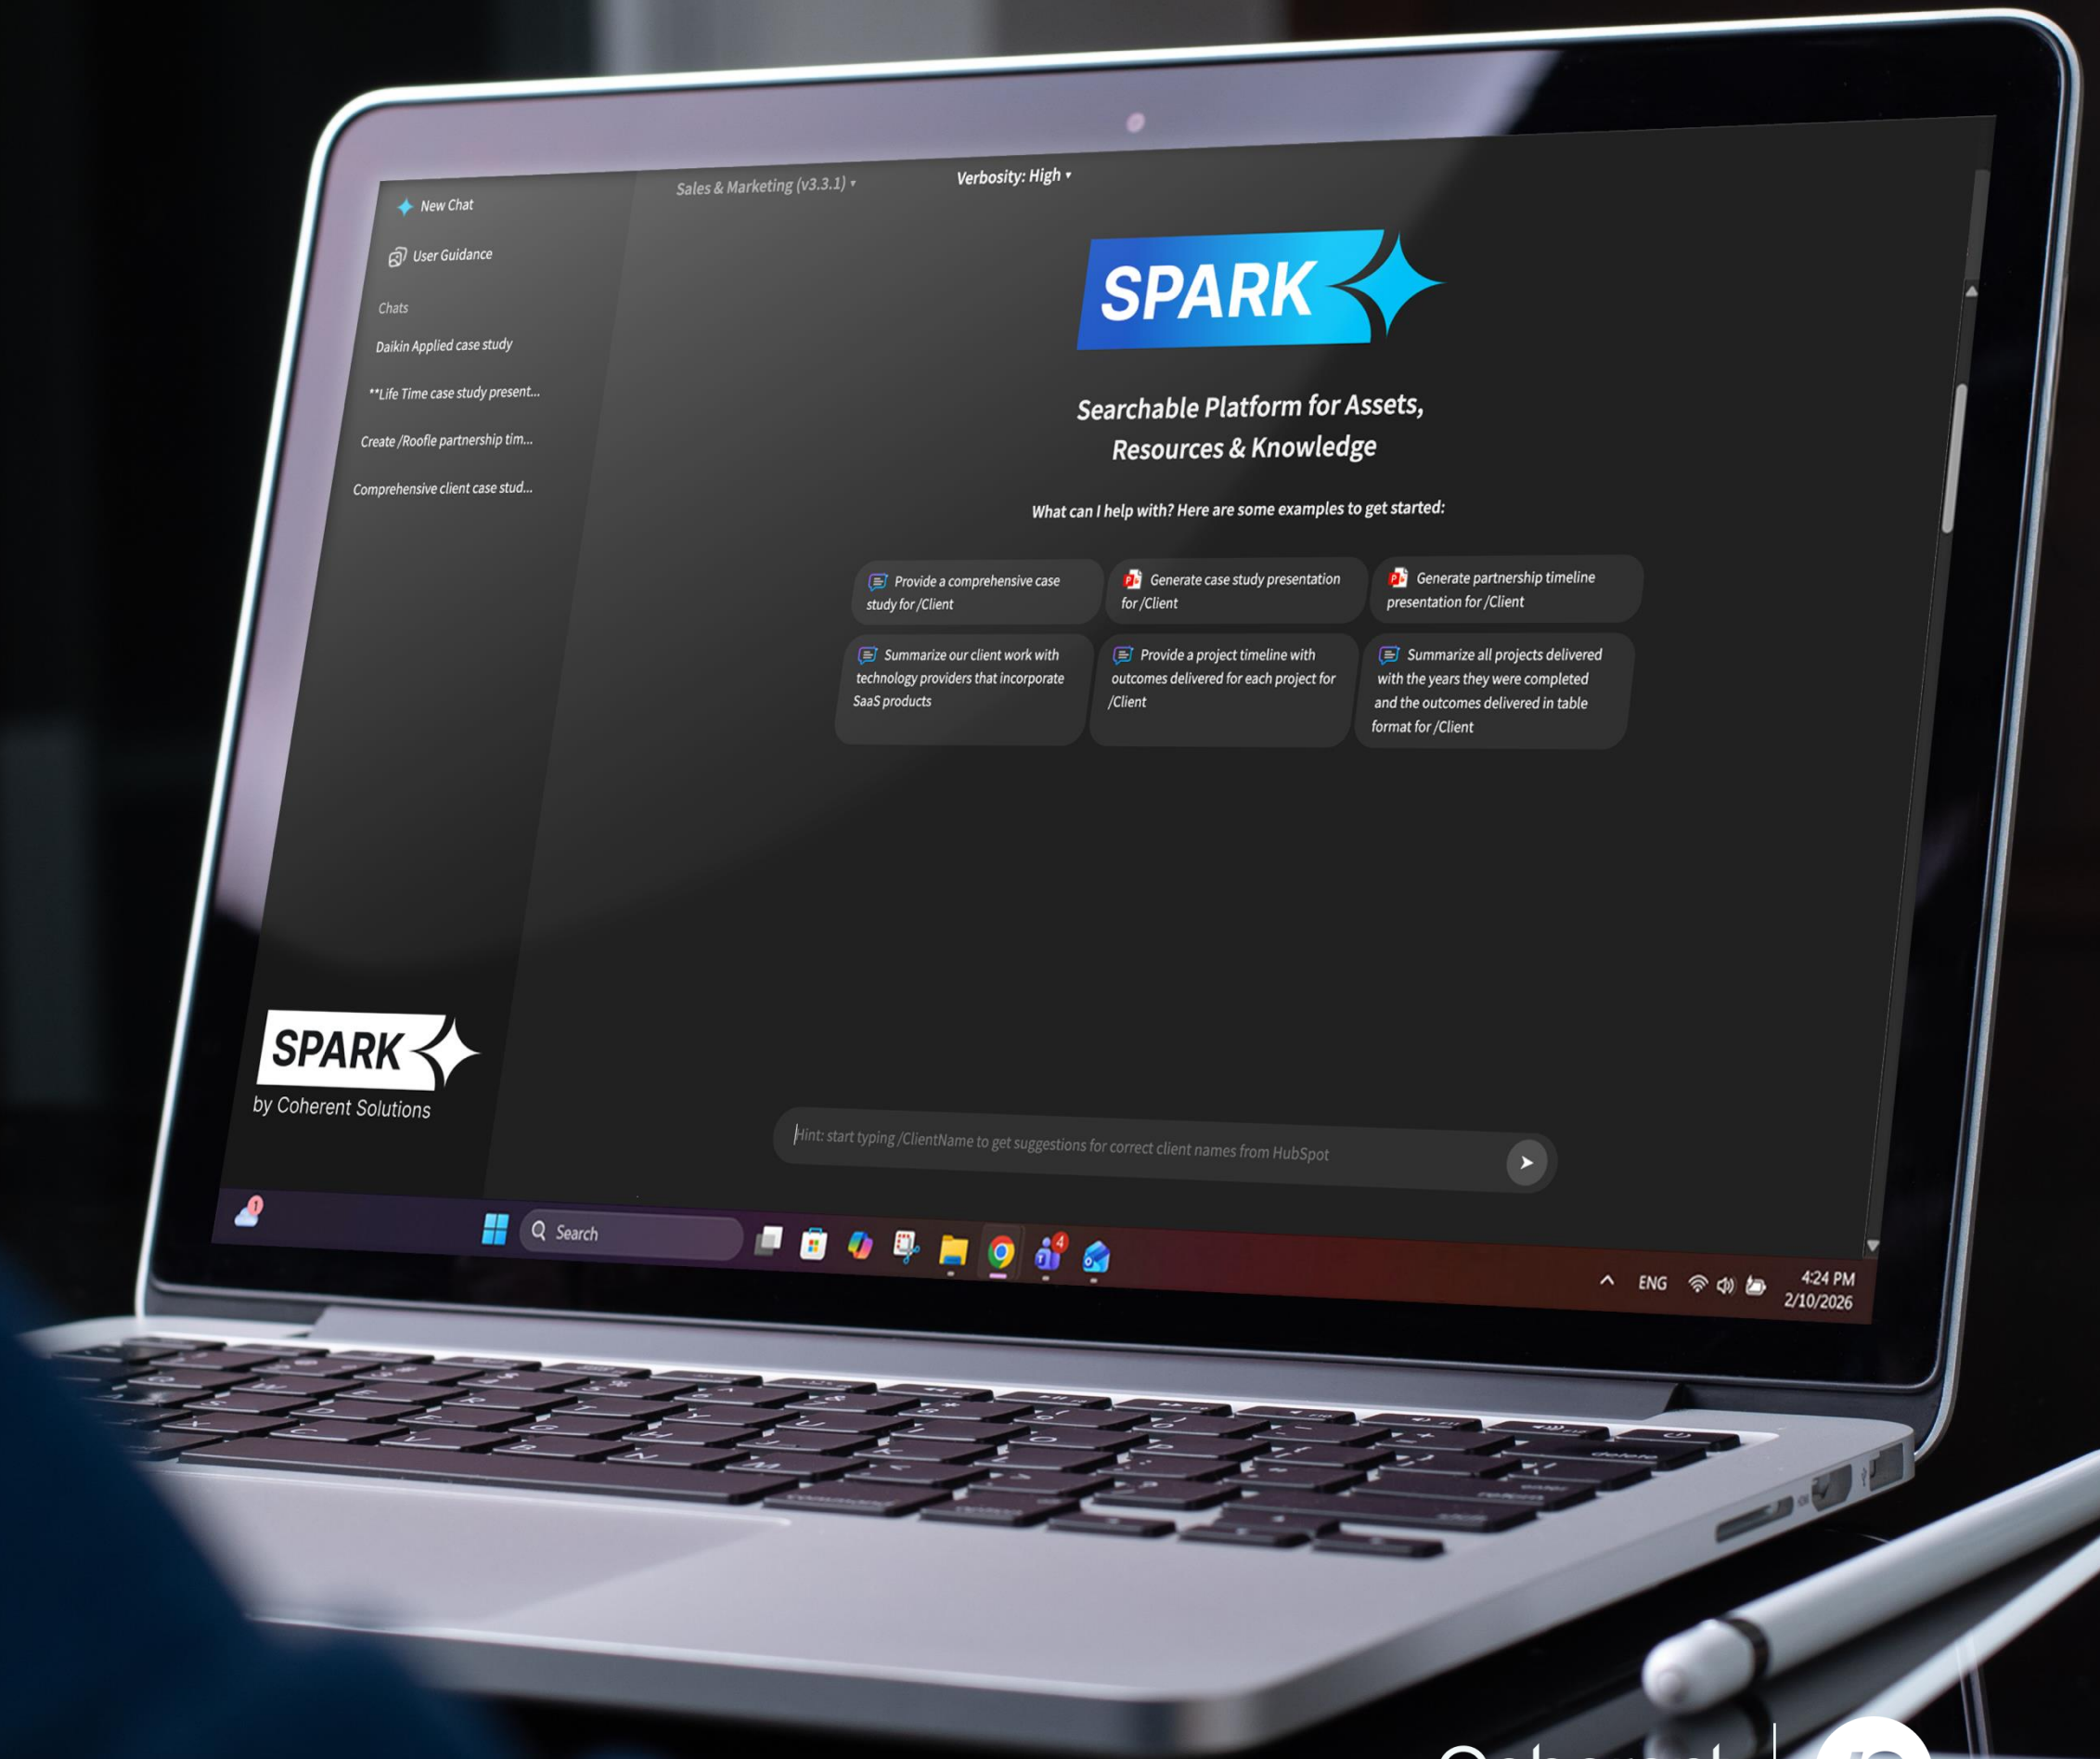 New Chat
User Guidance
Chats
Daikin Applied case study
**Life Time case study present...
Create /Roofle partnership tim...
Comprehensive client case stud...
SPARK
by Coherent Solutions
Sales & Marketing (v3.3.1) ▾
Verbosity: High ▾
SPARK
Searchable Platform for Assets,
Resources & Knowledge
What can I help with? Here are some examples to get started:
Provide a comprehensive case
study for /Client
Generate case study presentation
for /Client
Generate partnership timeline
presentation for /Client
Summarize our client work with
technology providers that incorporate
SaaS products
Provide a project timeline with
outcomes delivered for each project for
/Client
Summarize all projects delivered
with the years they were completed
and the outcomes delivered in table
format for /Client
Hint: start typing /ClientName to get suggestions for correct client names from HubSpot
1
Search
4
ENG
4:24 PM
2/10/2026
delete